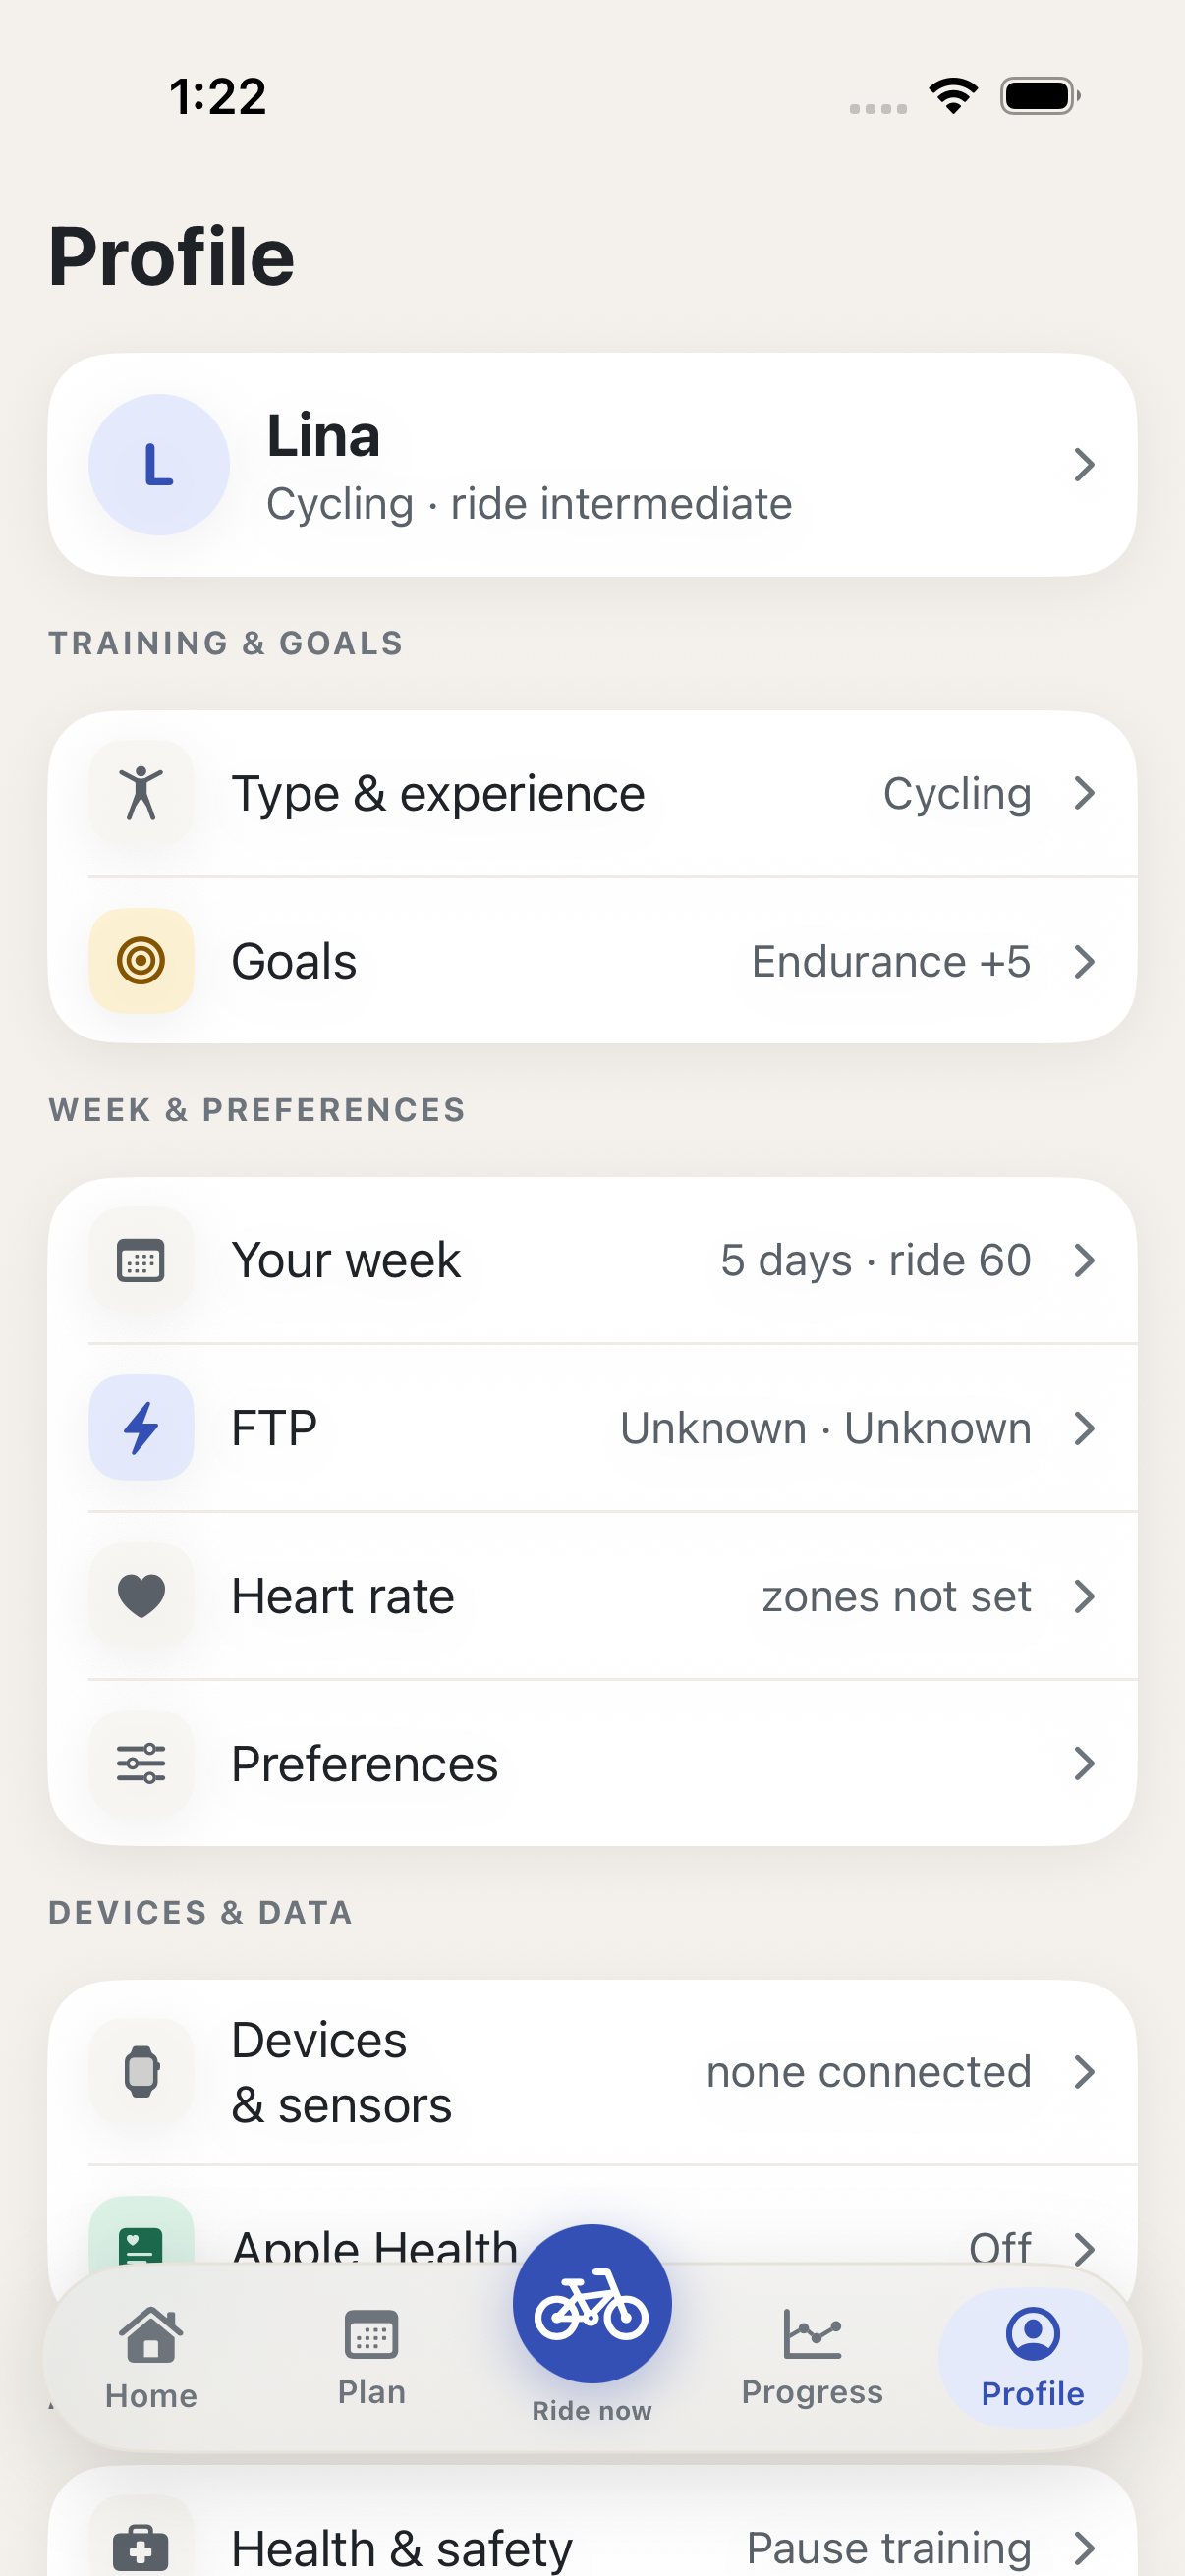 1:22
Profile
L
Lina
Cycling · ride intermediate
TRAINING & GOALS
Type & experience
Cycling
Goals
Endurance +5
WEEK & PREFERENCES
Your week
5 days · ride 60
FTP
Unknown · Unknown
Heart rate
zones not set
Preferences
DEVICES & DATA
Devices
& sensors
none connected
Apple Health
Off
Home
Plan
Ride now
Progress
Profile
Health & safety
Pause training